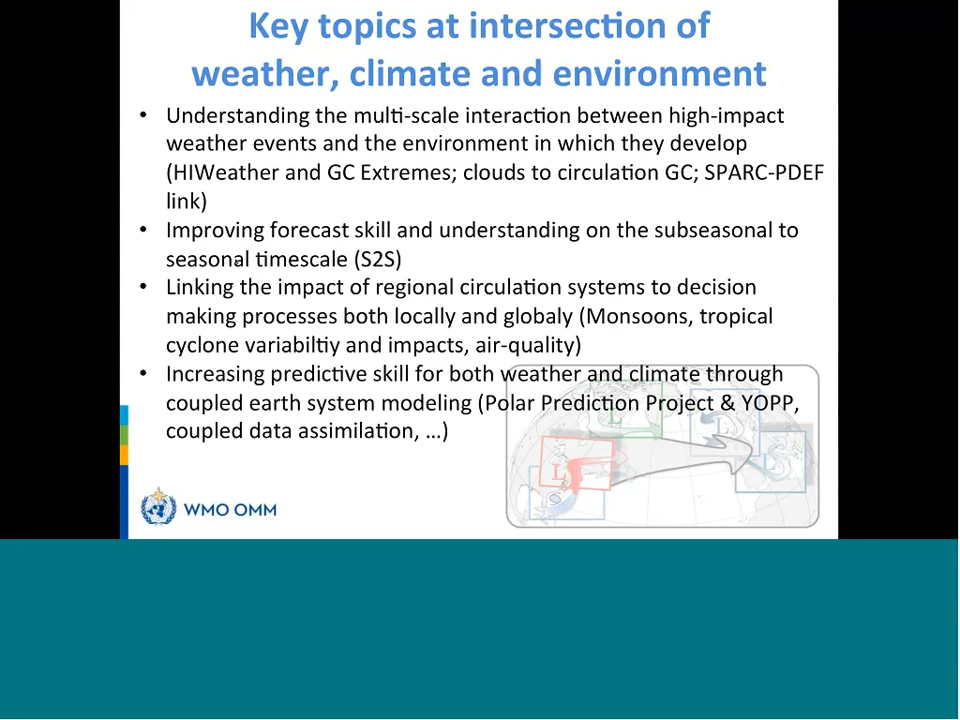 Key topics at intersection of
weather, climate and environment
• Understanding the multi-scale interaction between high-impact
weather events and the environment in which they develop
(HIWeather and GC Extremes; clouds to circulation GC; SPARC-PDEF
link)
• Improving forecast skill and understanding on the subseasonal to
seasonal timescale (S2S)
• Linking the impact of regional circulation systems to decision
making processes both locally and globaly (Monsoons, tropical
cyclone variabiltiy and impacts, air-quality)
• Increasing predictive skill for both weather and climate through
coupled earth system modeling (Polar Prediction Project & YOPP,
coupled data assimilation, …)
L
L
L
L
WMO OMM